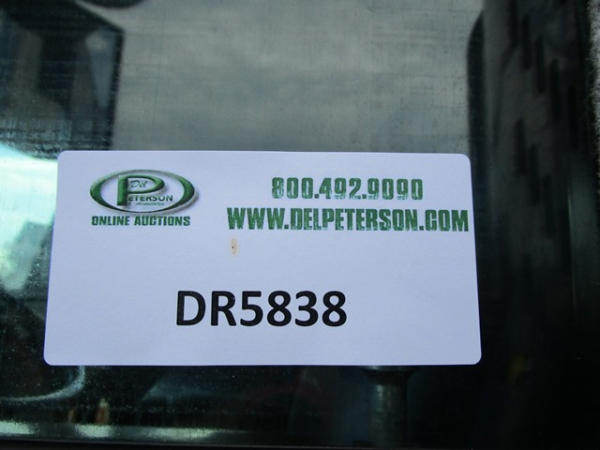 Del
PETERSON
ONLINE AUCTIONS
800.492.9090
WWW.DELPETERSON.COM
DR5838